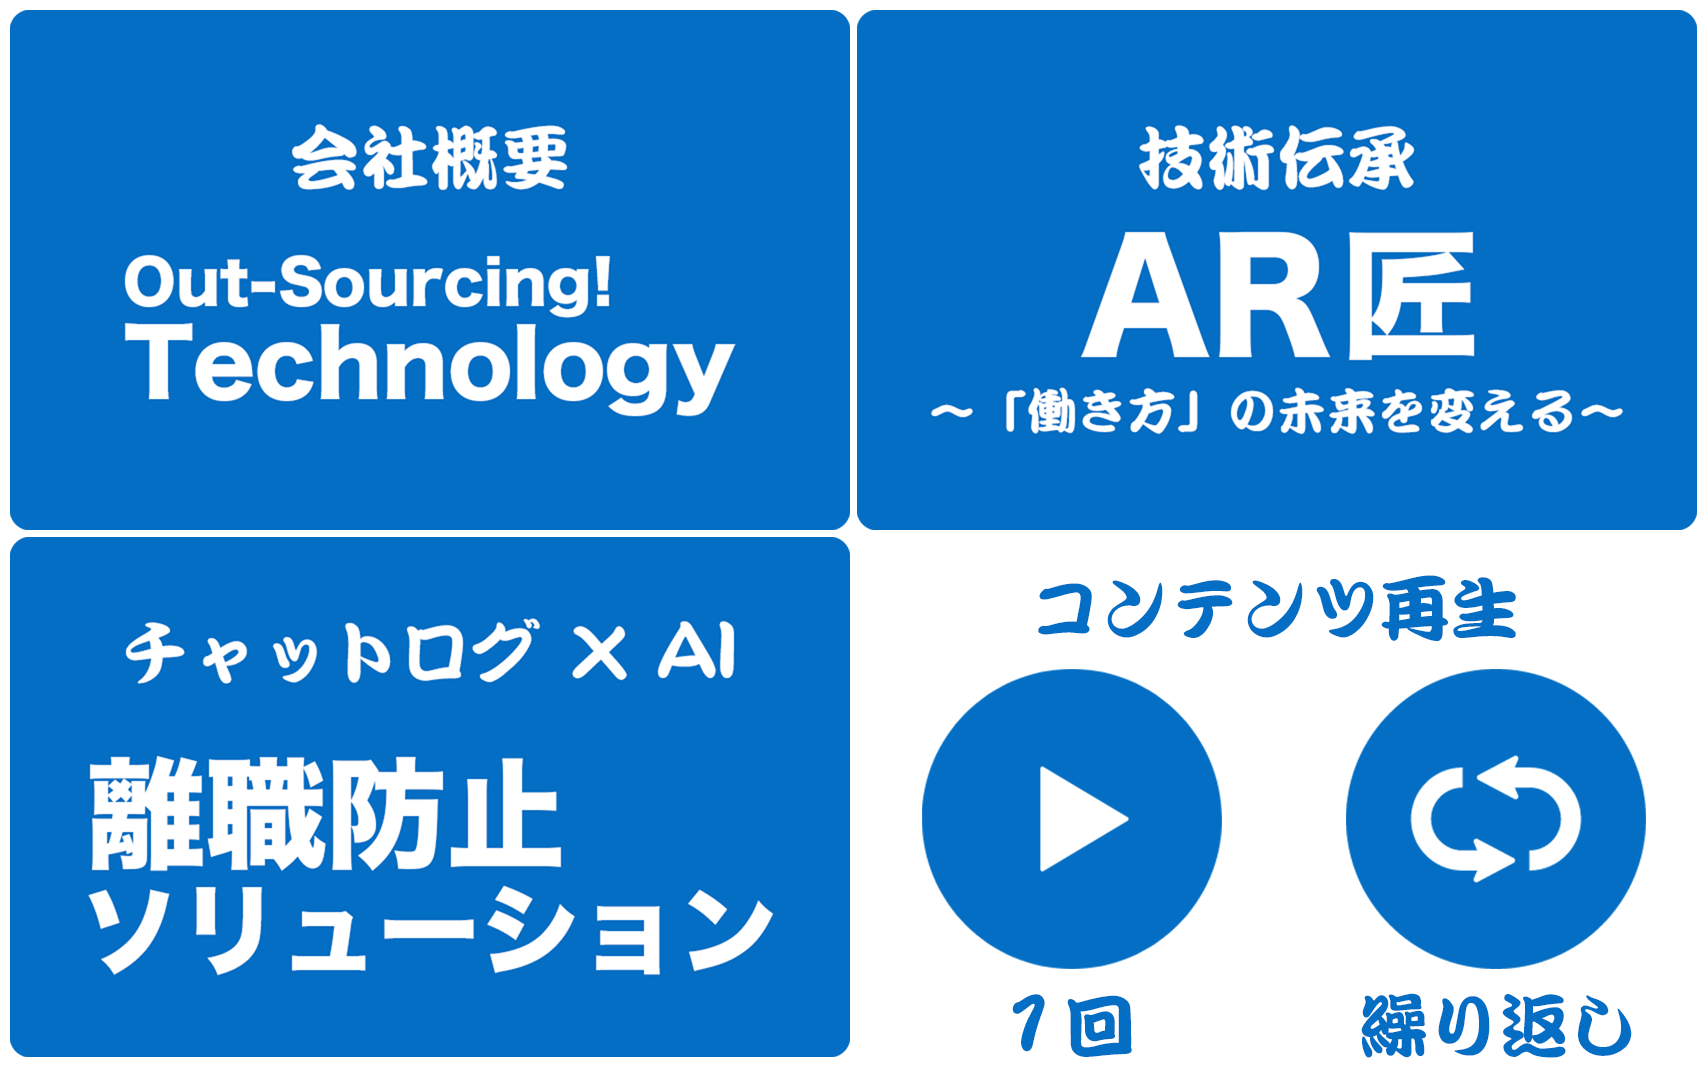 会社概要
Out-Sourcing!
Technology
技術伝承
AR匠
〜「働き方」の未来を変える〜
チャットログ × AI
離職防止
ソリューション
コンテンツ再生
1回
繰り返し